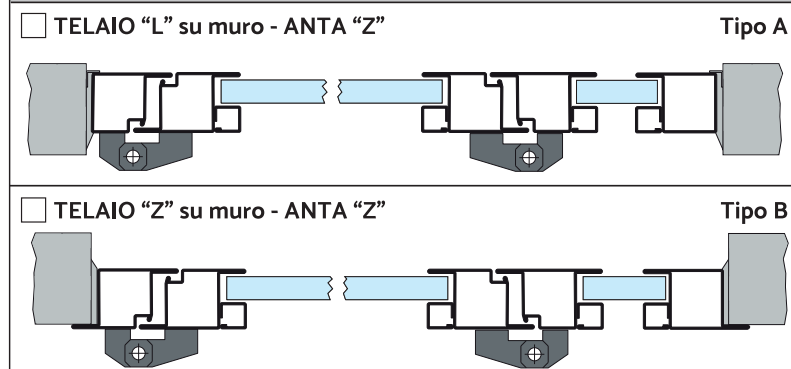 TELAIO “L” su muro - ANTA “Z” Tipo A
TELAIO “Z” su muro - ANTA “Z” Tipo B